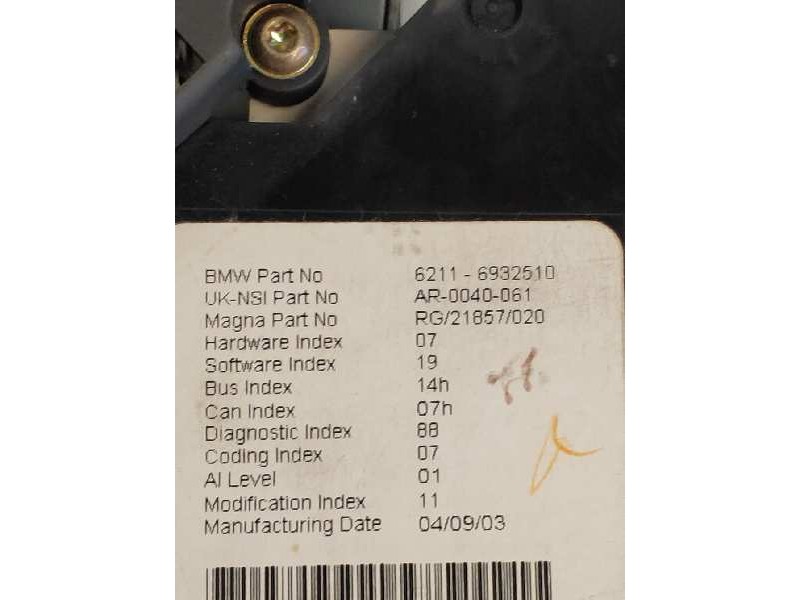 BMW Part No 6211 - 6932510
UK-NSI Part No AR-0040-061
Magna Part No RG/21857/020
Hardware Index 07
Software Index 19
Bus Index 14h
Can Index 07h
Diagnostic Index 88
Coding Index 07
AI Level 01
Modification Index 11
Manufacturing Date 04/09/03